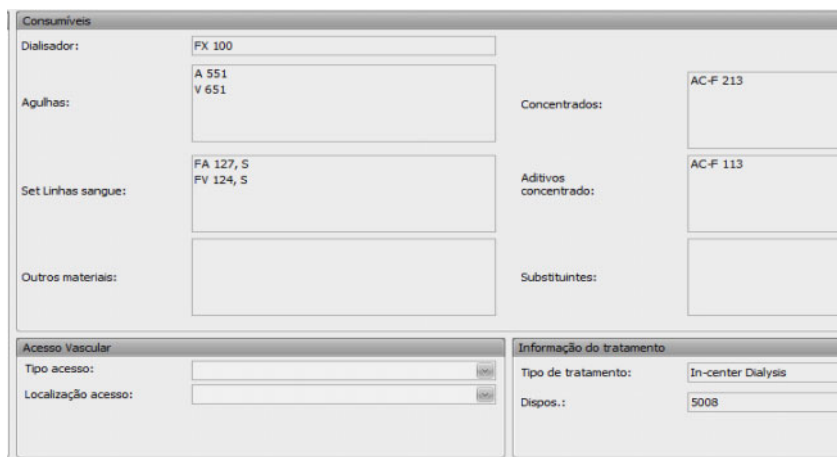 Consumíveis
Dialisador:
FX 100
Agulhas:
A 551
V 651
Concentrados:
AC-F 213
Set Linhas sangue:
FA 127, S
FV 124, S
Aditivos
concentrado:
AC-F 113
Outros materiais:
Substituintes:
Acesso Vascular
Tipo acesso:
Localização acesso:
Informação do tratamento
Tipo de tratamento:
In-center Dialysis
Dispos.:
5008